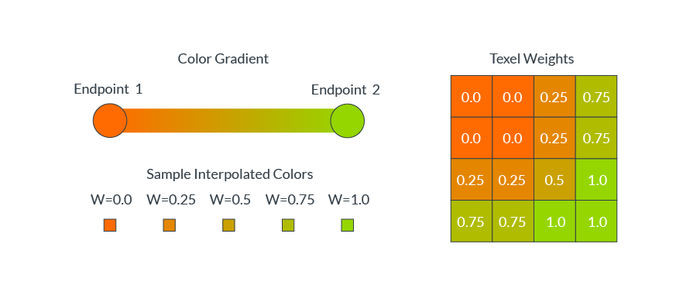 Color Gradient
Endpoint 1
Endpoint 2
Sample Interpolated Colors
W=0.0 W=0.25 W=0.5 W=0.75 W=1.0
Texel Weights
0.0 0.0 0.25 0.75
0.0 0.0 0.25 0.75
0.25 0.25 0.5 1.0
0.75 0.75 1.0 1.0